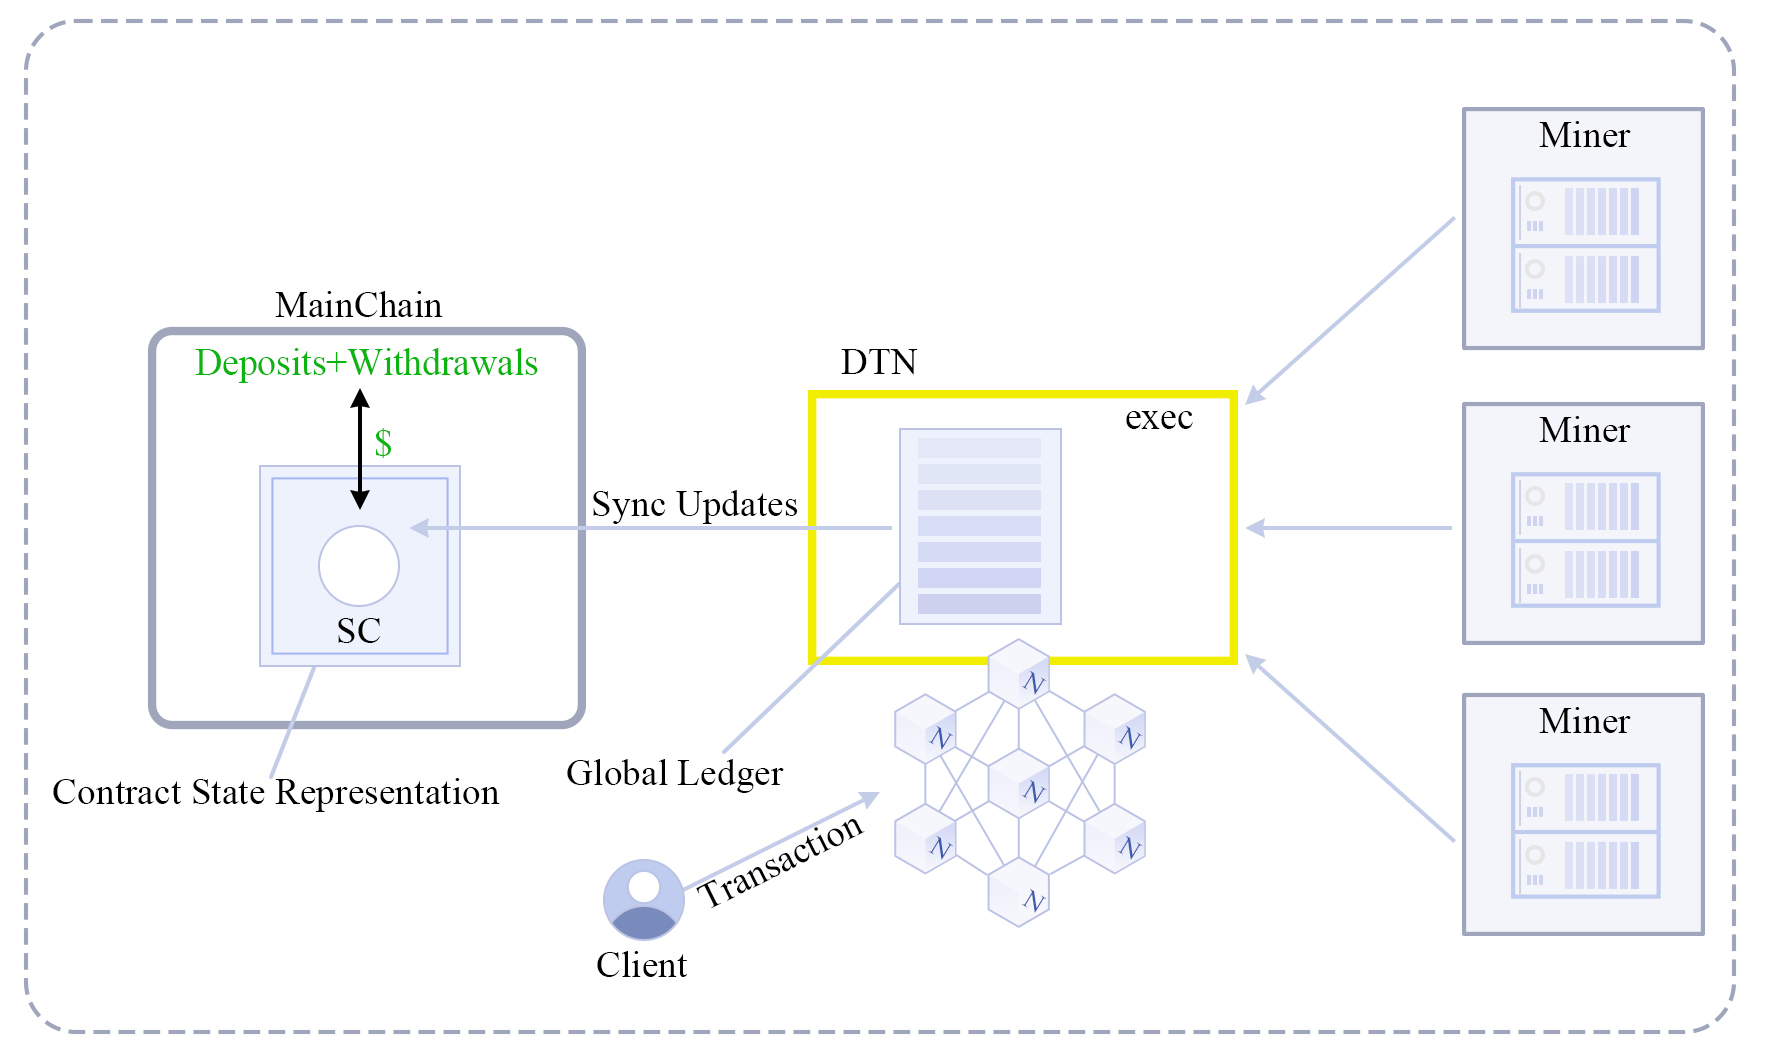 Miner
MainChain
Deposits+Withdrawals
$
DTN
exec
Miner
Sync Updates
SC
N
N
N
Miner
Global Ledger
N
Contract State Representation
N
N
Transaction
N
Client